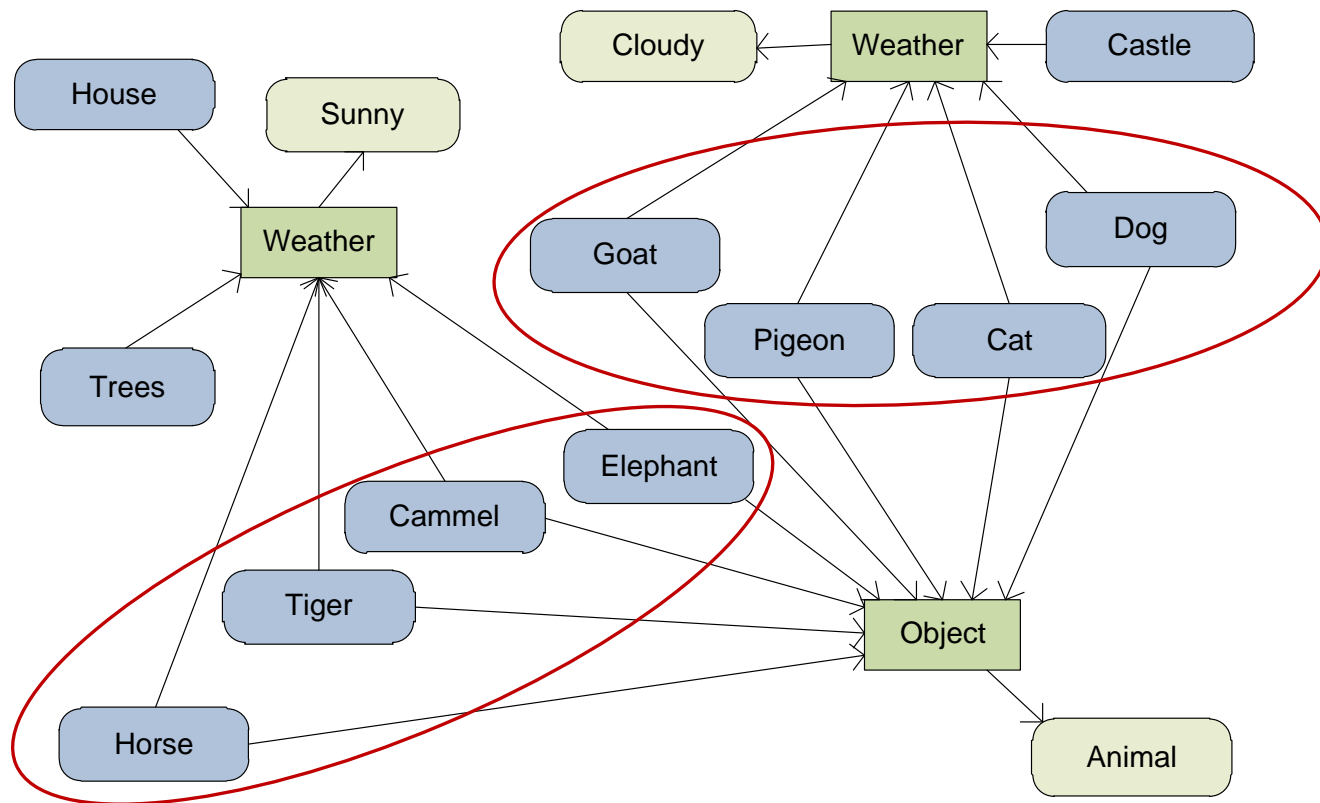 Cloudy
Weather
Castle
House
Sunny
Weather
Goat
Dog
Pigeon
Cat
Trees
Elephant
Cammel
Tiger
Object
Horse
Animal